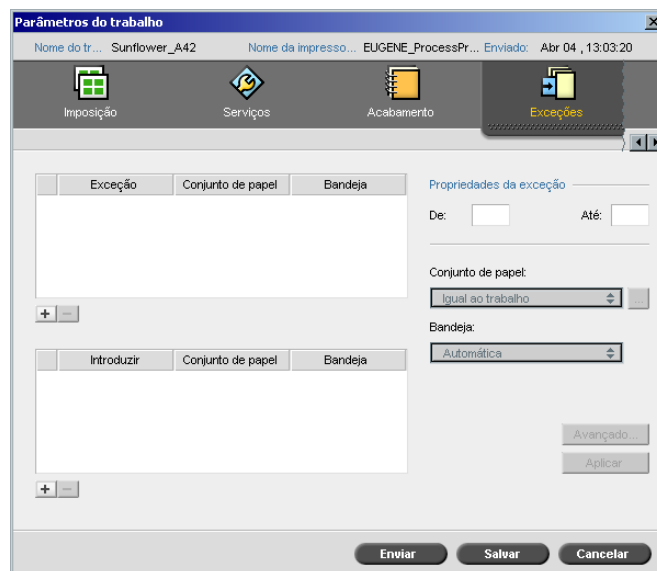 Parâmetros do trabalho
Nome do tr... Sunflower_A42 Nome da impresso... EUGENE_ProcessPr... Enviado: Abr 04 , 13:03:20
Imposição Serviços Acabamento Exceções
Exceção Conjunto de papel Bandeja
Propriedades da exceção
De: Até:
Conjunto de papel:
Igual ao trabalho ...
Bandeja:
Automática
Introduzir Conjunto de papel Bandeja
Avançado...
Aplicar
Enviar Salvar Cancelar